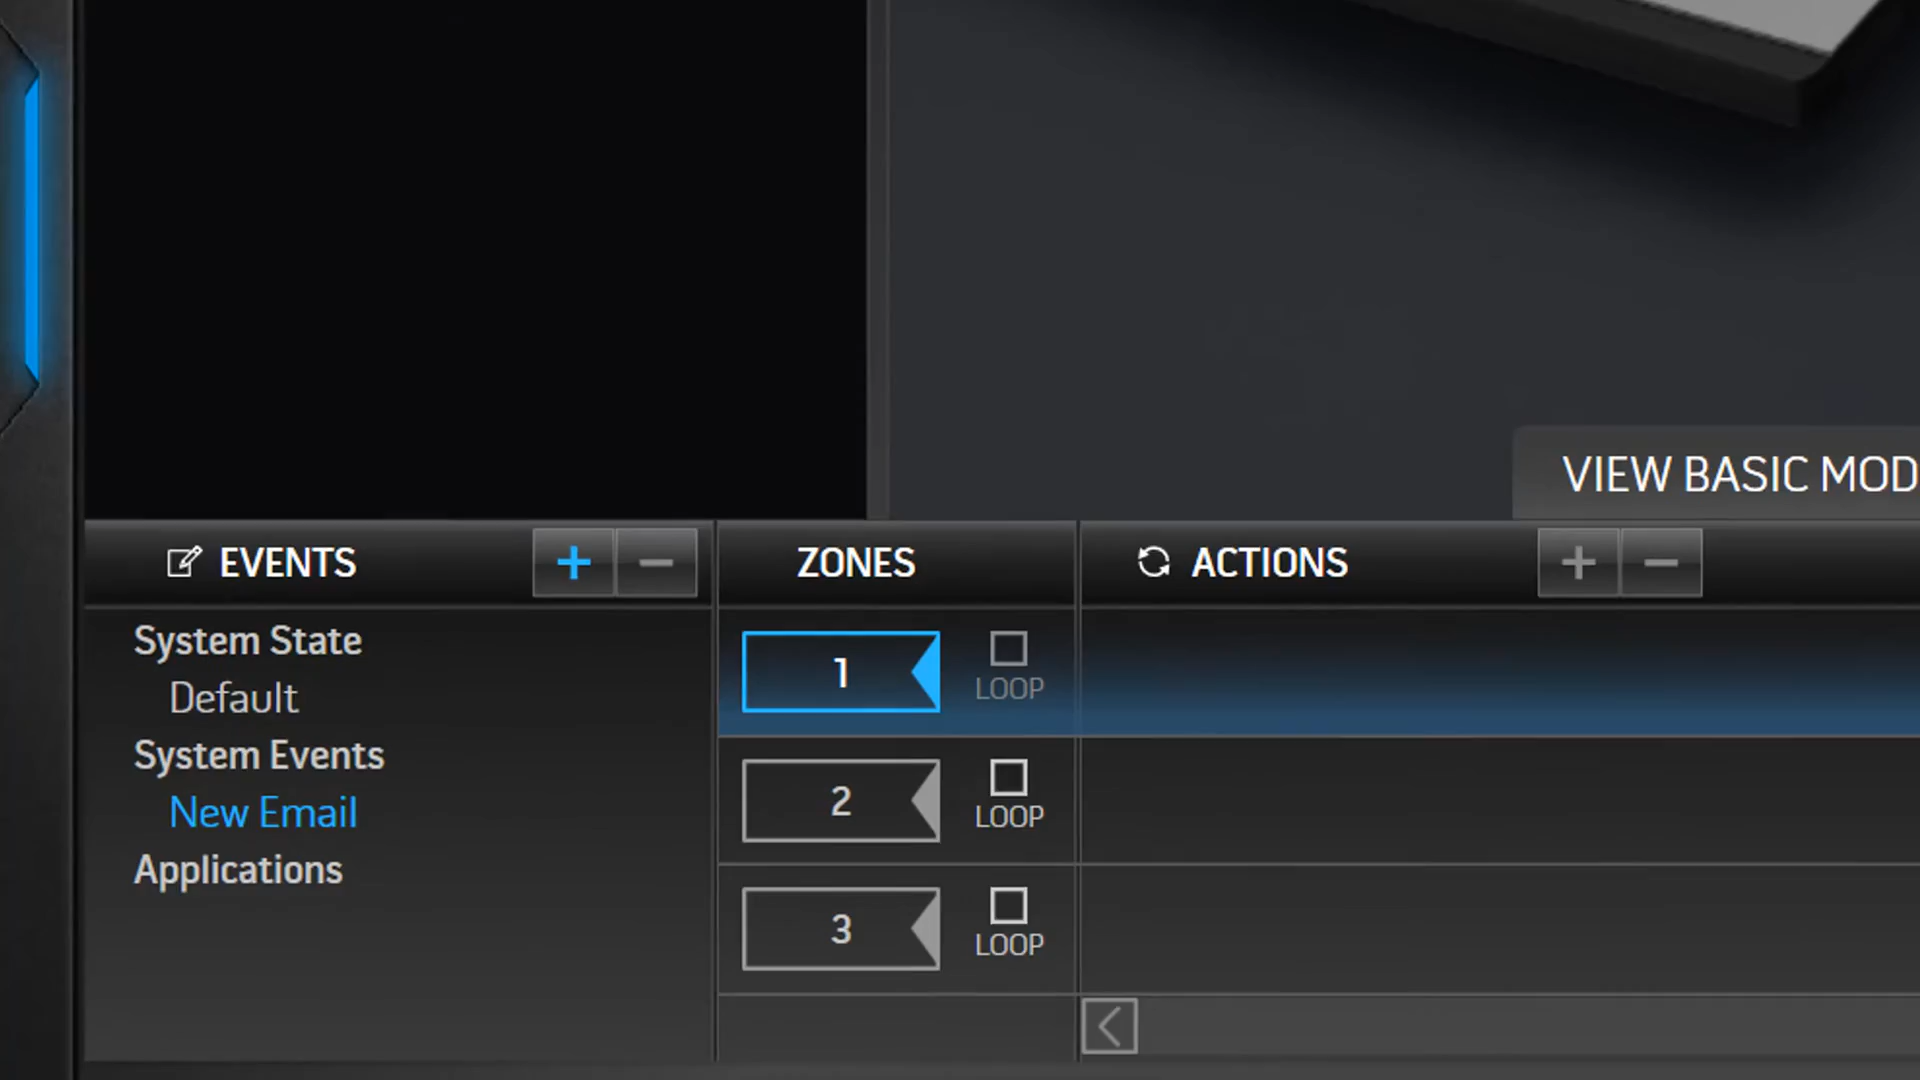 VIEW BASIC MOD
EVENTS
ZONES
ACTIONS
System State
Default
System Events
New Email
Applications
1
LOOP
2
LOOP
3
LOOP